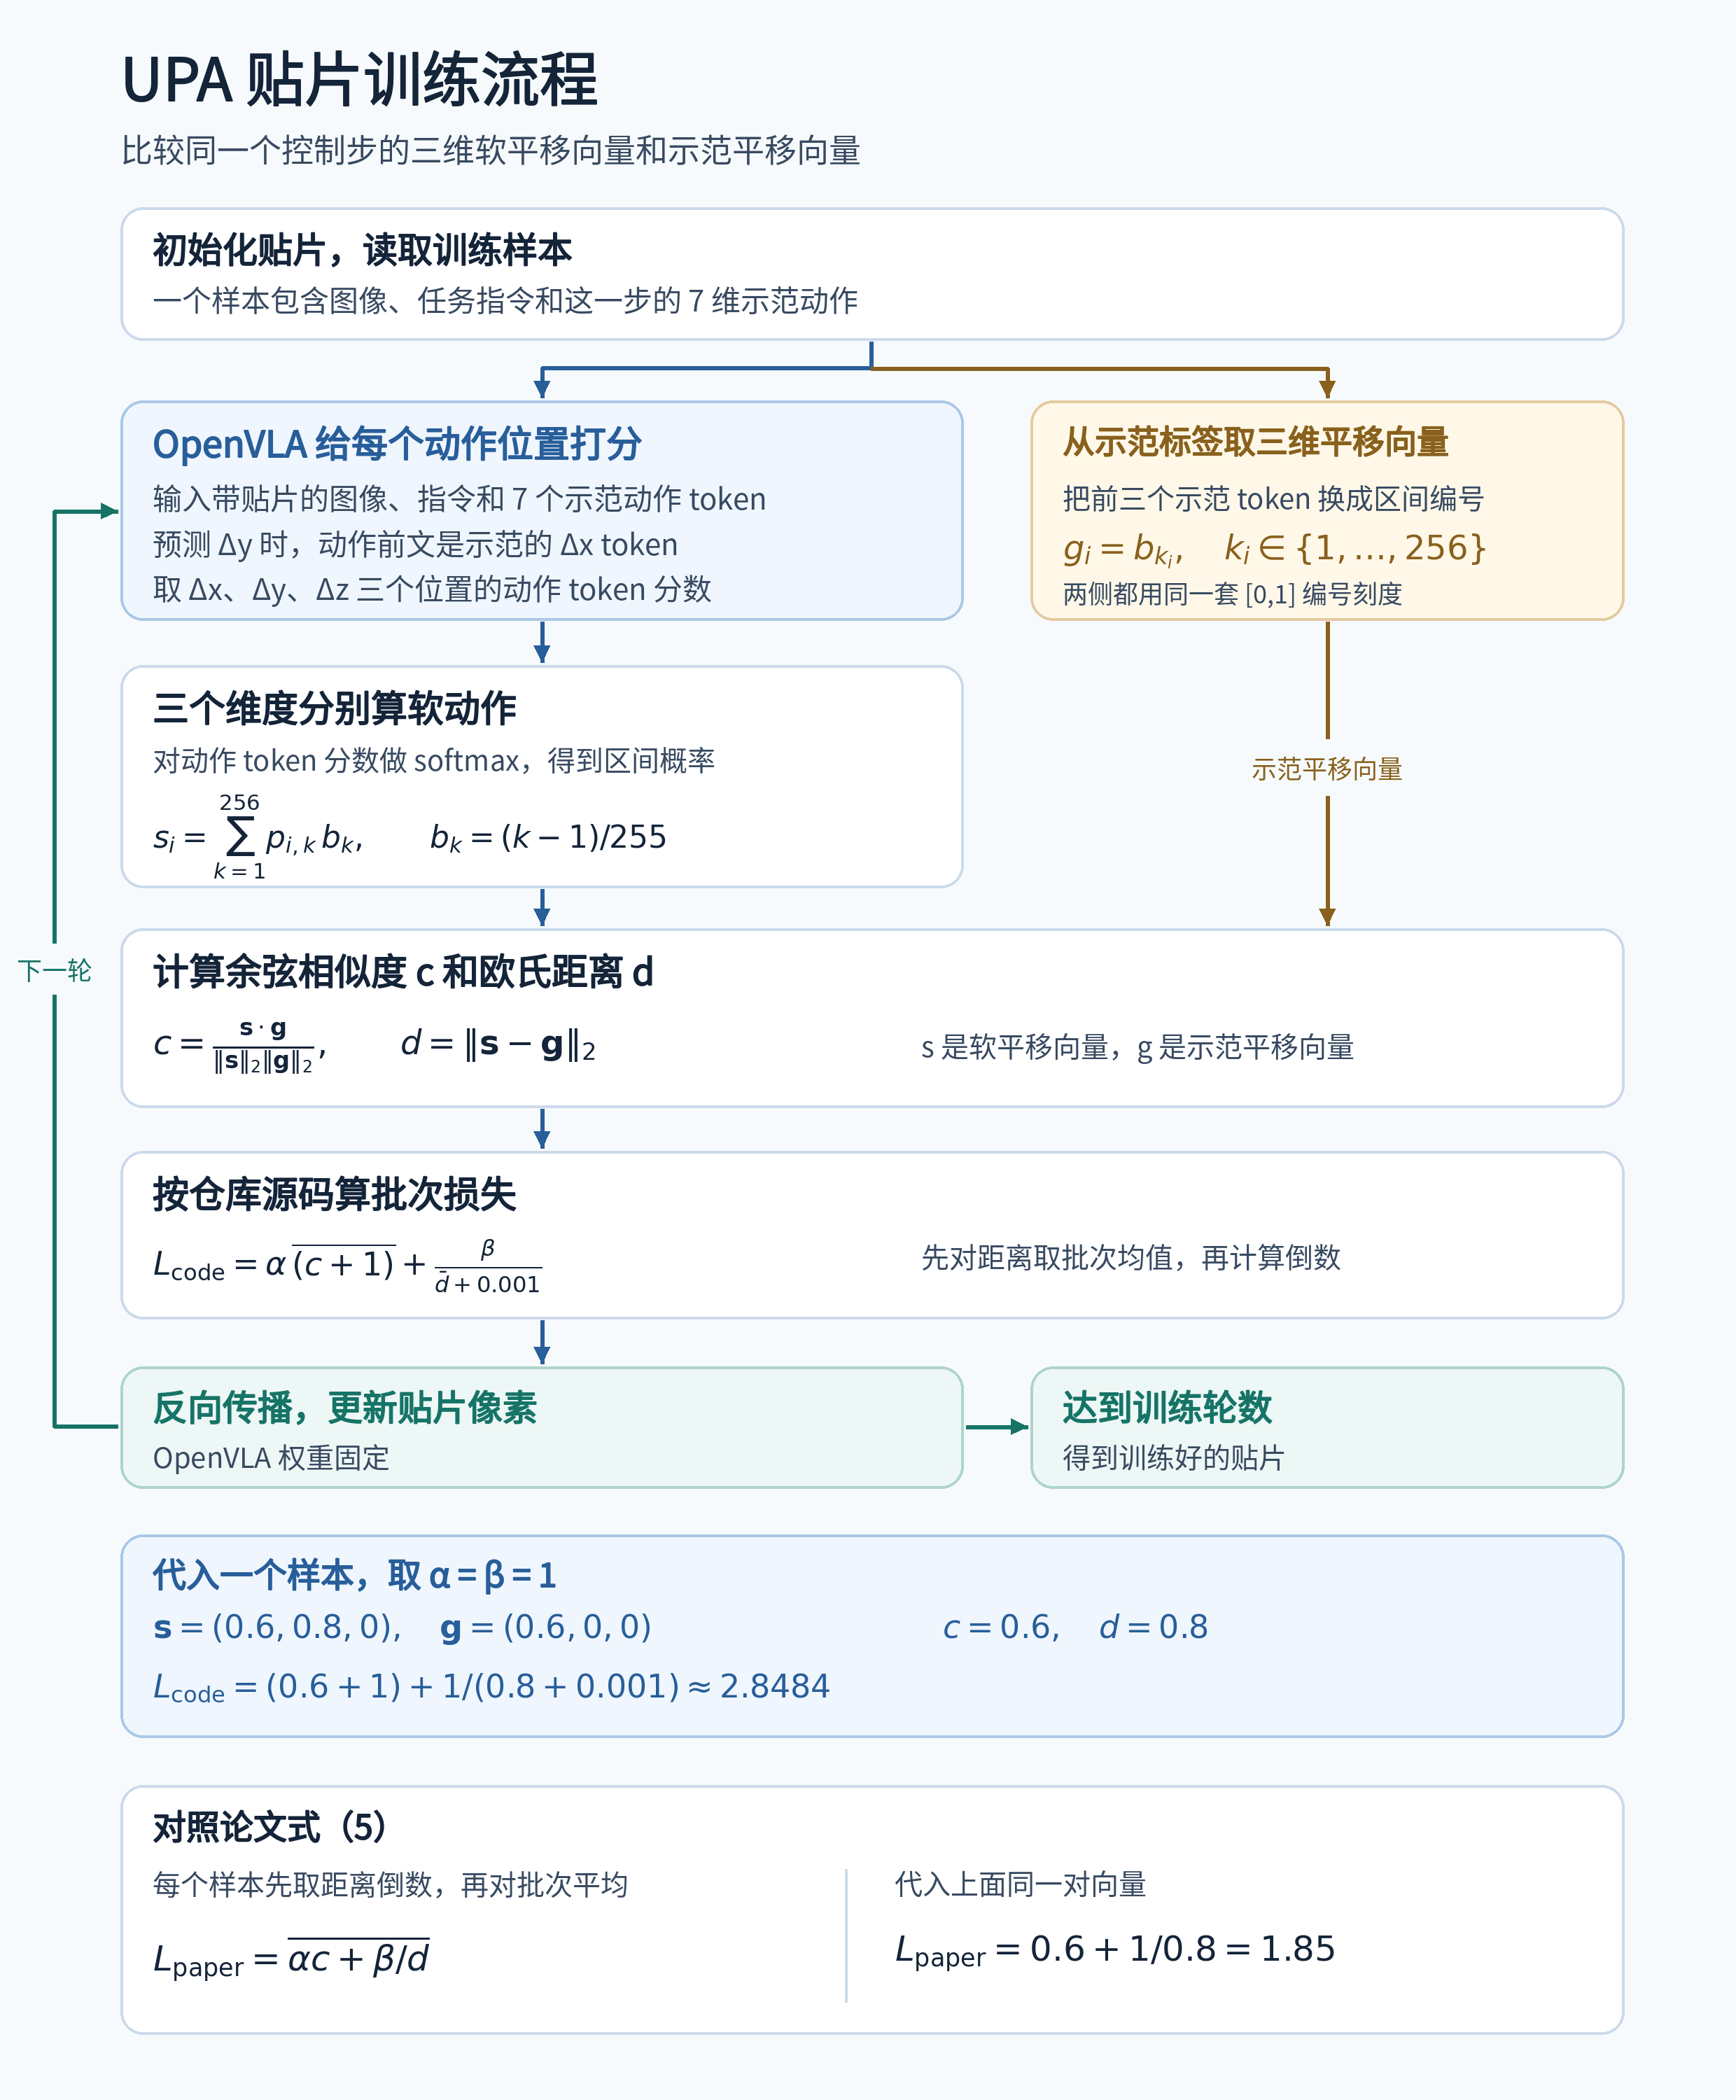 UPA 贴片训练流程
比较同一个控制步的三维软平移向量和示范平移向量
初始化贴片，读取训练样本
一个样本包含图像、任务指令和这一步的 7 维示范动作
OpenVLA 给每个动作位置打分
输入带贴片的图像、指令和 7 个示范动作 token
预测 Δy 时，动作前文是示范的 Δx token
取 Δx、Δy、Δz 三个位置的动作 token 分数
从示范标签取三维平移向量
把前三个示范 token 换成区间编号
g_i = b_{k_i},  k_i ∈ {1, ..., 256}
两侧都用同一套 [0,1] 编号刻度
三个维度分别算软动作
对动作 token 分数做 softmax，得到区间概率
s_i = ∑_{k=1}^{256} p_{i,k} b_k,  b_k = (k − 1)/255
示范平移向量
下一轮
计算余弦相似度 c 和欧氏距离 d
c = s · g / ‖s‖₂‖g‖₂,  d = ‖s − g‖₂
s 是软平移向量，g 是示范平移向量
按仓库源码算批次损失
L_code = α \overline{(c + 1)} + β / (d̄ + 0.001)
先对距离取批次均值，再计算倒数
反向传播，更新贴片像素
OpenVLA 权重固定
达到训练轮数
得到训练好的贴片
代入一个样本，取 α = β = 1
s = (0.6, 0.8, 0),  g = (0.6, 0, 0)
c = 0.6,  d = 0.8
L_code = (0.6 + 1) + 1/(0.8 + 0.001) ≈ 2.8484
对照论文式（5）
每个样本先取距离倒数，再对批次平均
L_paper = \overline{αc + β/d}
代入上面同一对向量
L_paper = 0.6 + 1/0.8 = 1.85